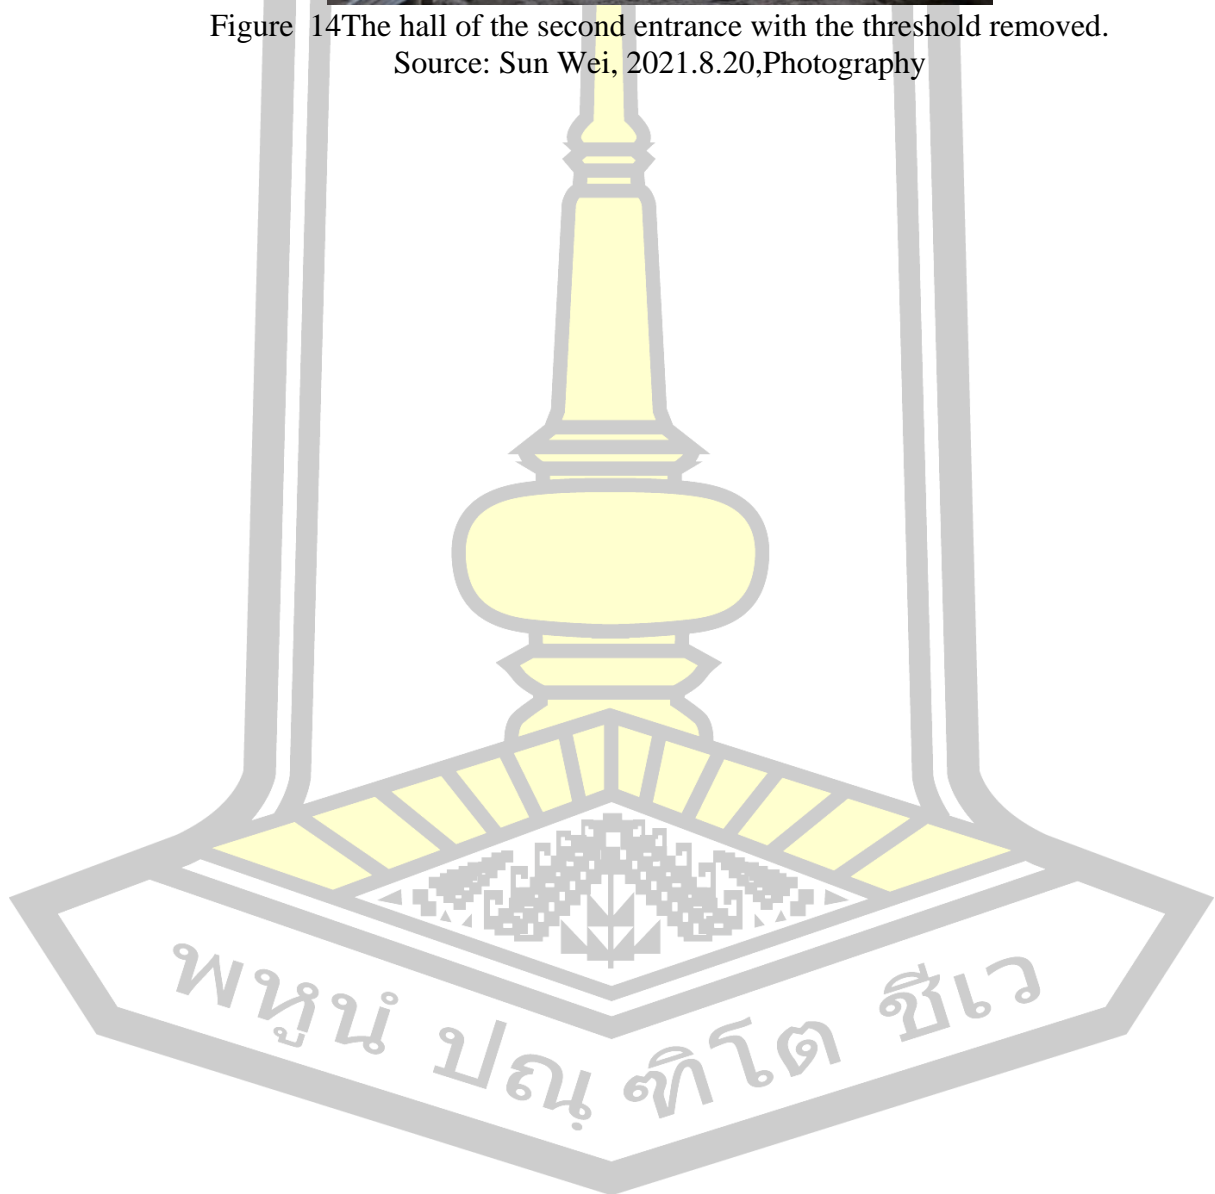 Figure  14The hall of the second entrance with the threshold removed.
Source: Sun Wei, 2021.8.20,Photography
พหูนํ ปณฺฑิโต ชีเว